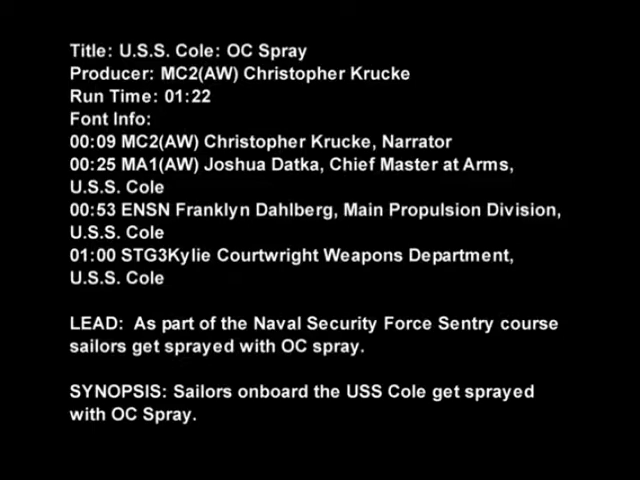 Title: U.S.S. Cole: OC Spray
Producer: MC2(AW) Christopher Krucke
Run Time: 01:22
Font Info:
00:09 MC2(AW) Christopher Krucke, Narrator
00:25 MA1(AW) Joshua Datka, Chief Master at Arms,
U.S.S. Cole
00:53 ENSN Franklyn Dahlberg, Main Propulsion Division,
U.S.S. Cole
01:00 STG3Kylie Courtwright Weapons Department,
U.S.S. Cole
LEAD:  As part of the Naval Security Force Sentry course
sailors get sprayed with OC spray.
SYNOPSIS: Sailors onboard the USS Cole get sprayed
with OC Spray.